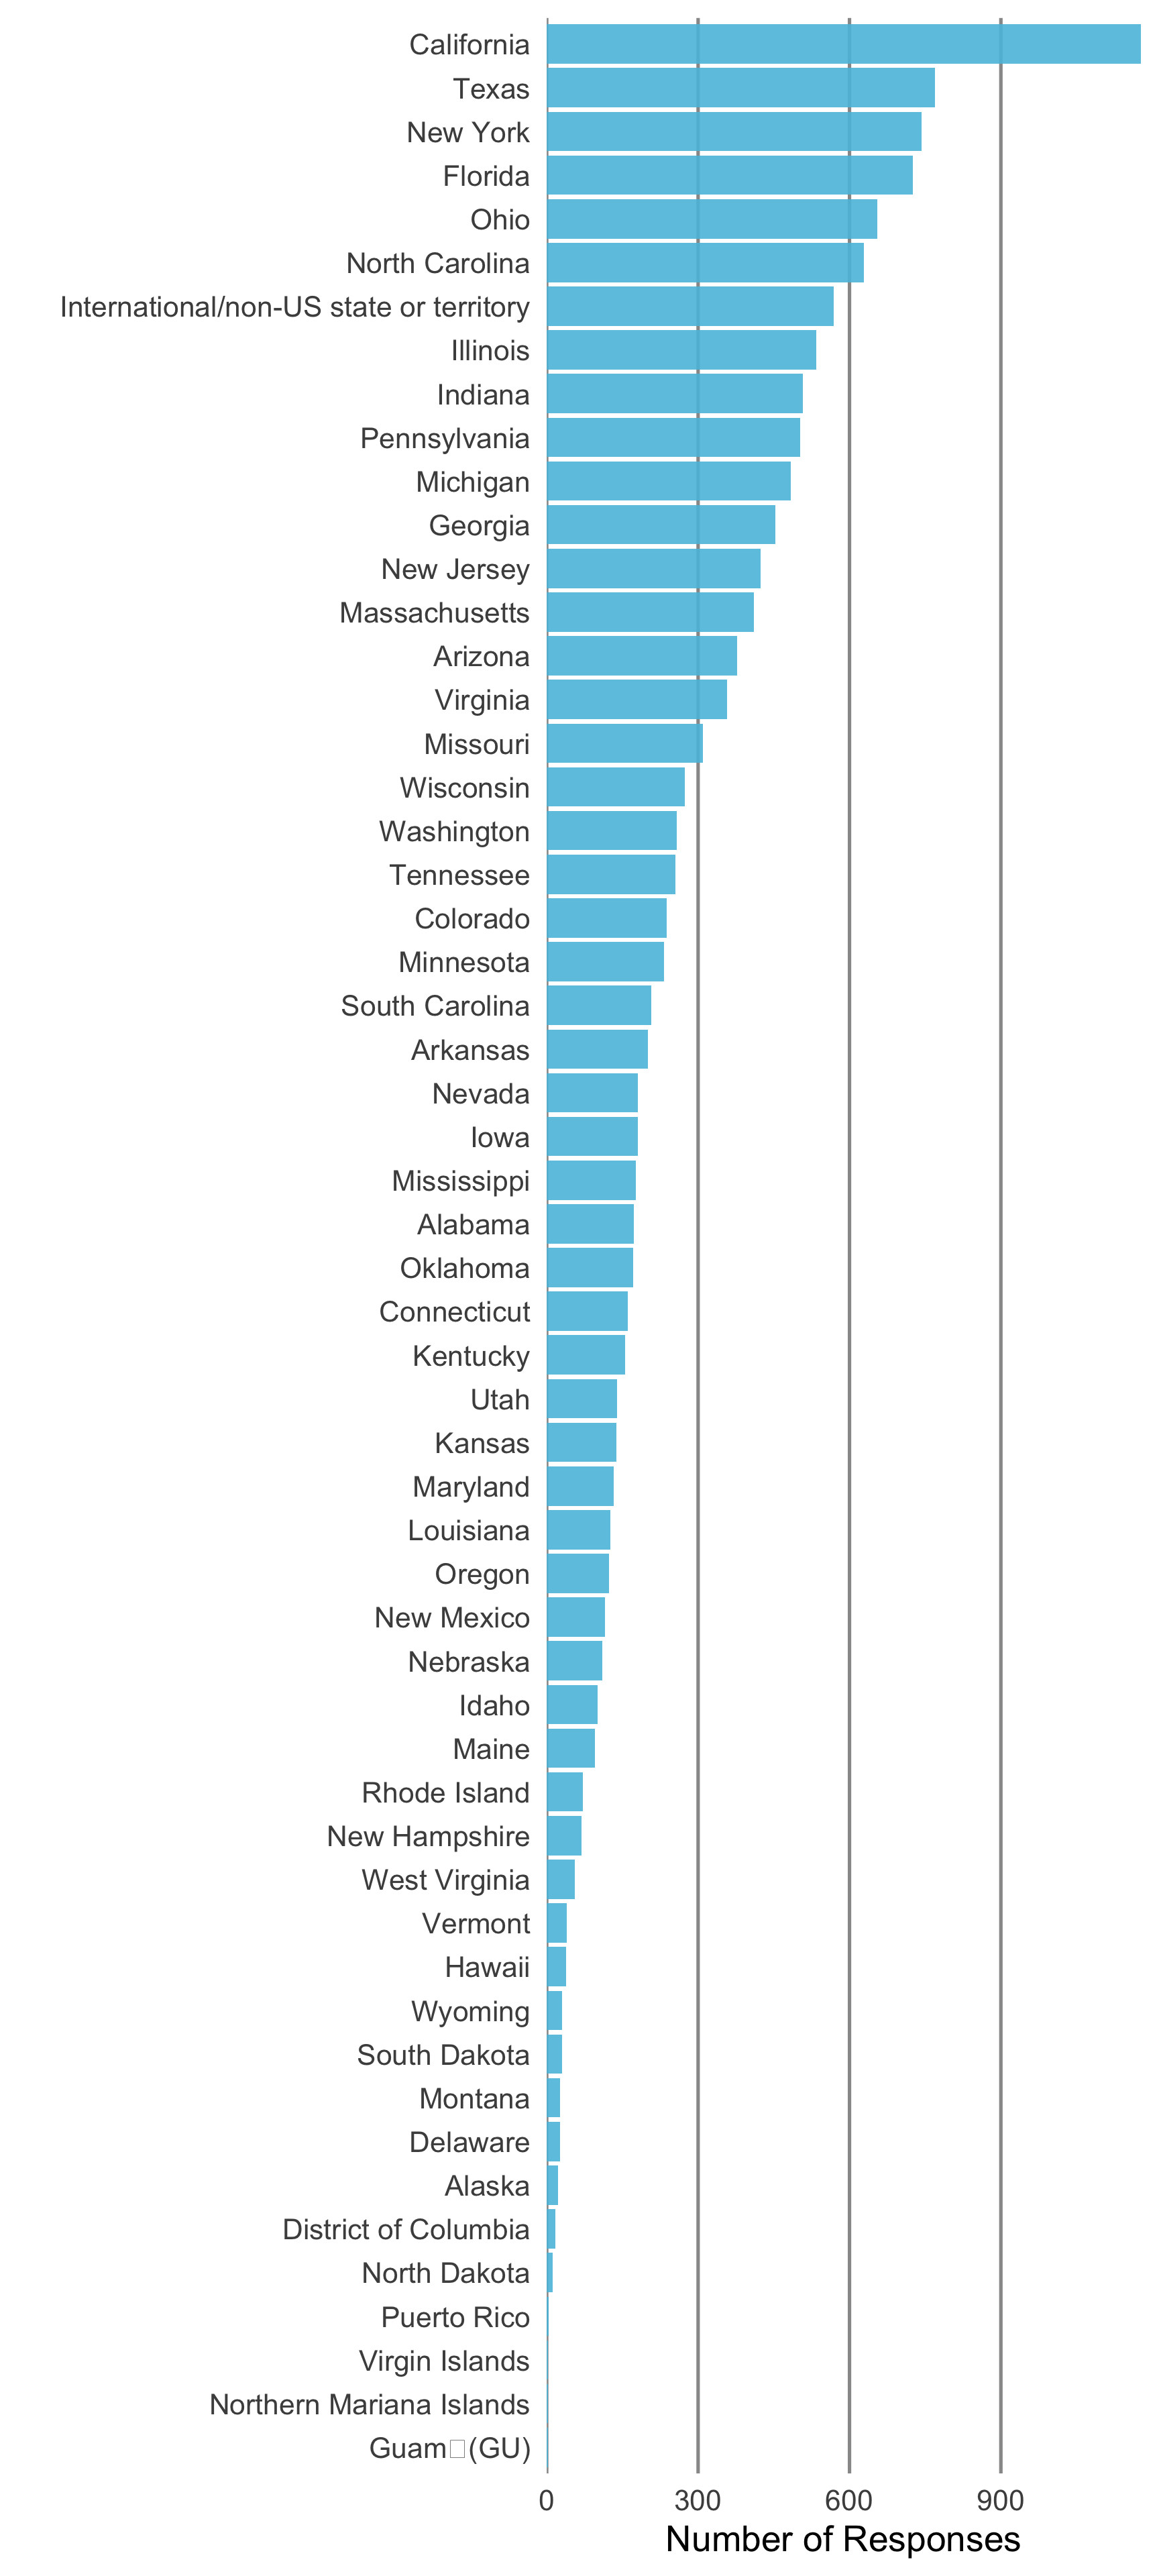 California
Texas
New York
Florida
Ohio
North Carolina
International/non-US state or territory
Illinois
Indiana
Pennsylvania
Michigan
Georgia
New Jersey
Massachusetts
Arizona
Virginia
Missouri
Wisconsin
Washington
Tennessee
Colorado
Minnesota
South Carolina
Arkansas
Nevada
Iowa
Mississippi
Alabama
Oklahoma
Connecticut
Kentucky
Utah
Kansas
Maryland
Louisiana
Oregon
New Mexico
Nebraska
Idaho
Maine
Rhode Island
New Hampshire
West Virginia
Vermont
Hawaii
Wyoming
South Dakota
Montana
Delaware
Alaska
District of Columbia
North Dakota
Puerto Rico
Virgin Islands
Northern Mariana Islands
Guam□(GU)
0 300 600 900
Number of Responses